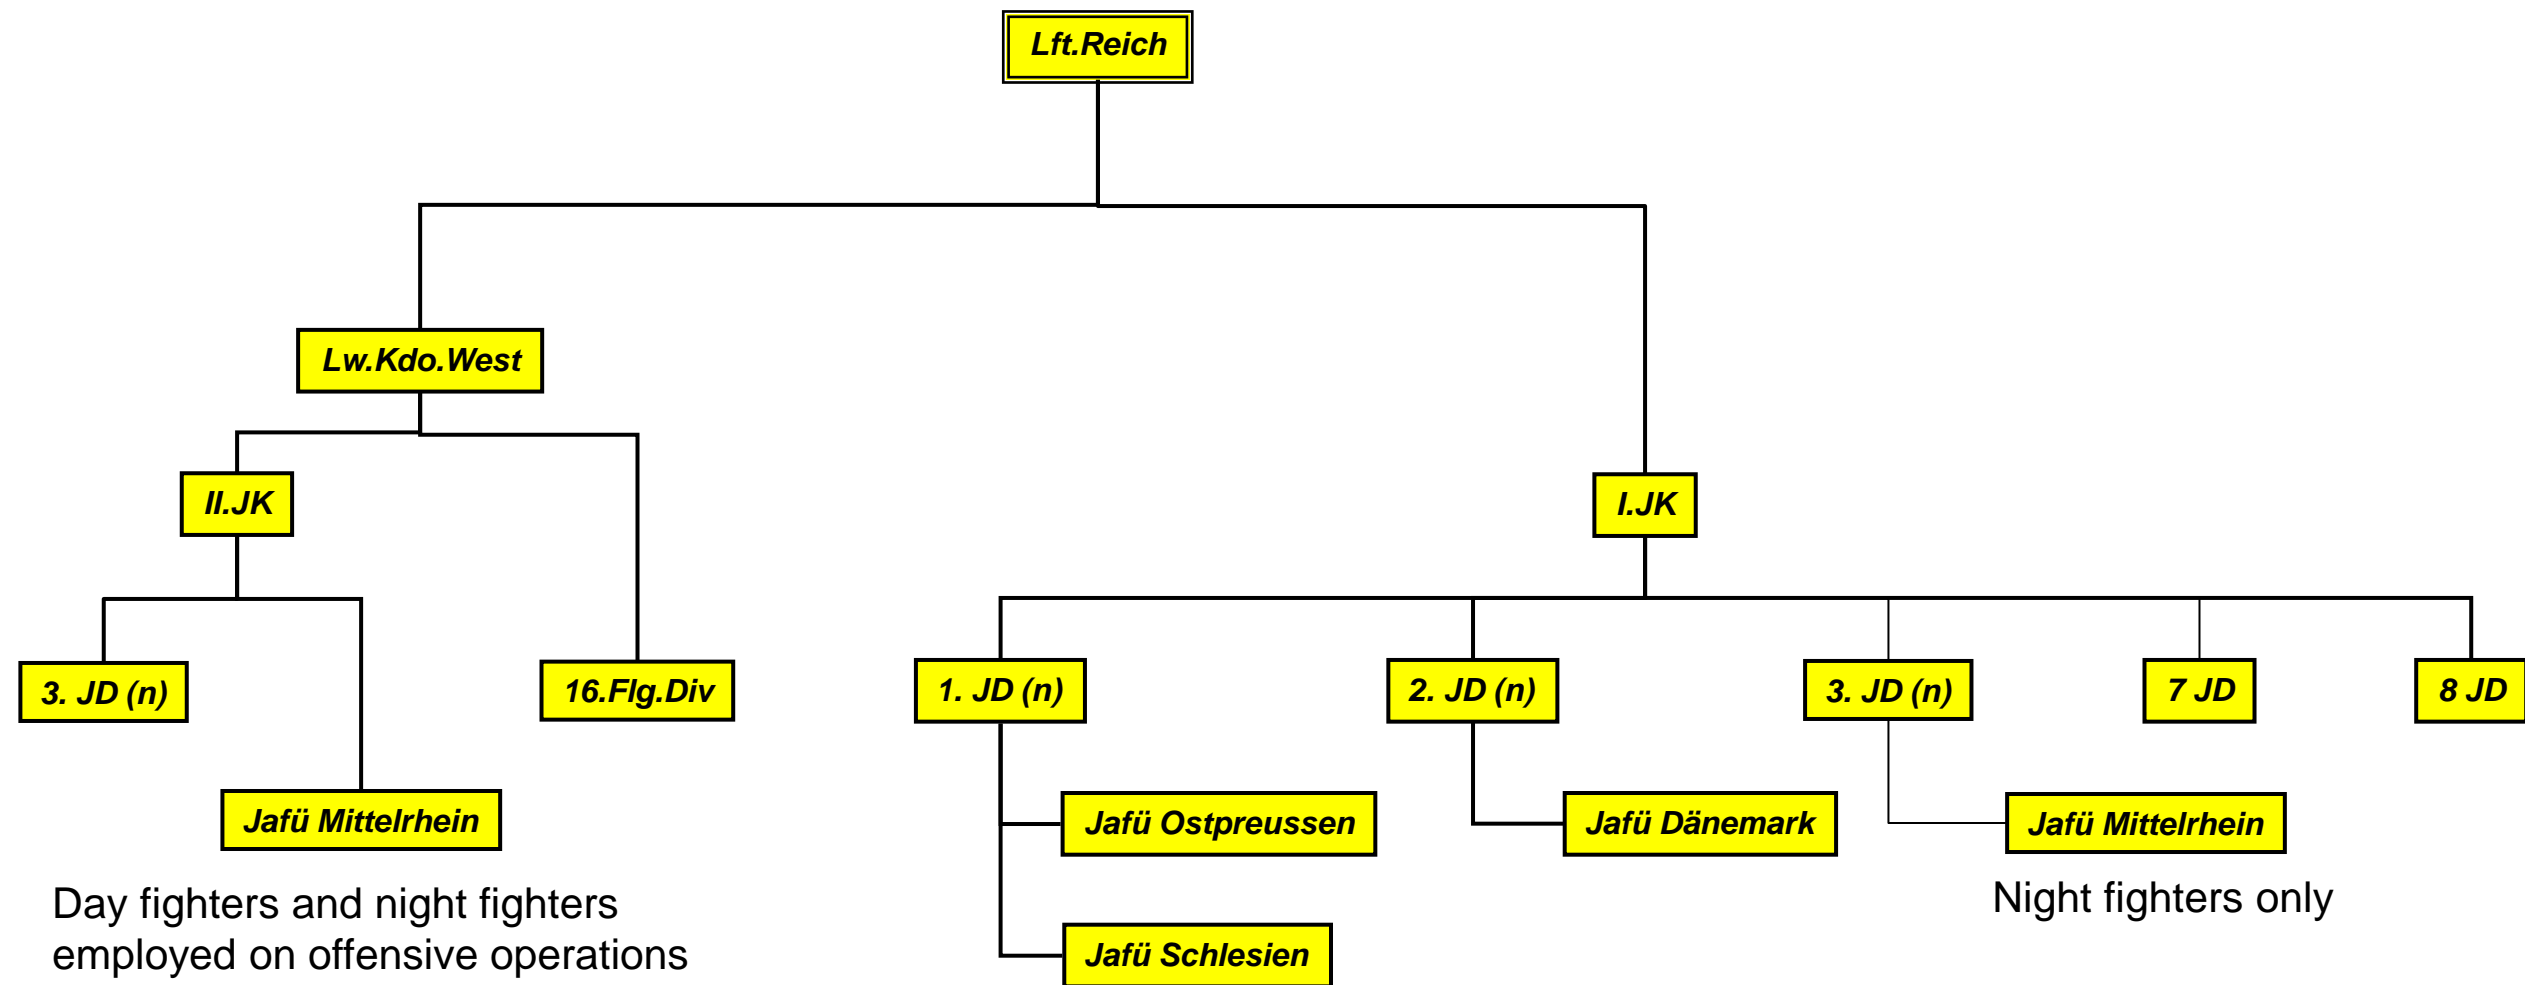 Lft.Reich
Lw.Kdo.West
II.JK
I.JK
3. JD (n)
16.Flg.Div
1. JD (n)
2. JD (n)
3. JD (n)
7 JD
8 JD
Jafü Mittelrhein
Jafü Ostpreussen
Jafü Dänemark
Jafü Mittelrhein
Day fighters and night fighters
employed on offensive operations
Night fighters only
Jafü Schlesien